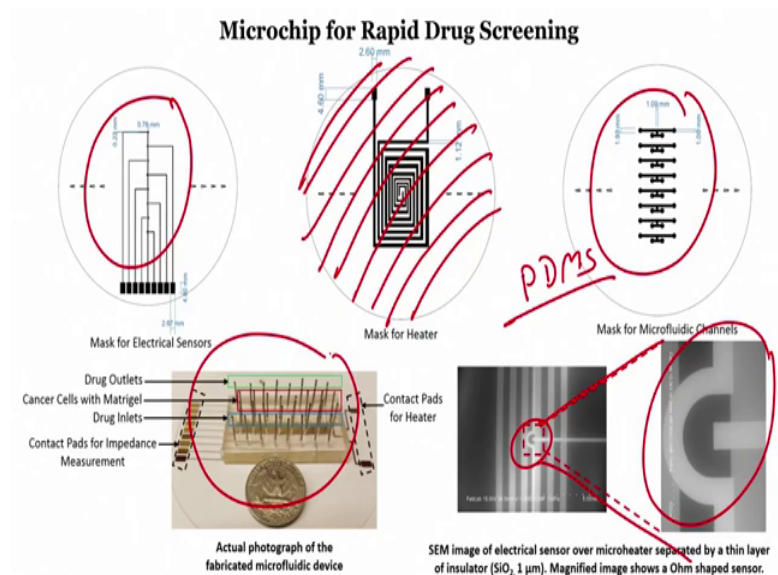 Microchip for Rapid Drug Screening
2.60 mm
4.60 mm
1.12 mm
0.78 mm
1.00 mm
PDMS
Mask for Electrical Sensors
Mask for Heater
Mask for Microfluidic Channels
Drug Outlets
Cancer Cells with Matrigel
Drug Inlets
Contact Pads for Impedance
Measurement
Contact Pads
for Heater
Actual photograph of the
fabricated microfluidic device
SEM image of electrical sensor over microheater separated by a thin layer
of insulator (SiO₂ 1 µm). Magnified image shows a Ohm shaped sensor.